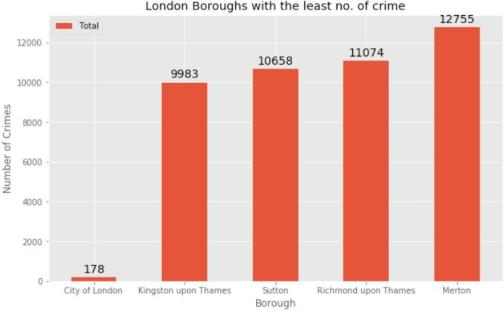 London Boroughs with the least no. of crime
Total
12755
11074
10658
9983
178
12000
10000
8000
6000
4000
2000
0
Number of Crimes
City of London
Kingston upon Thames
Sutton
Richmond upon Thames
Merton
Borough